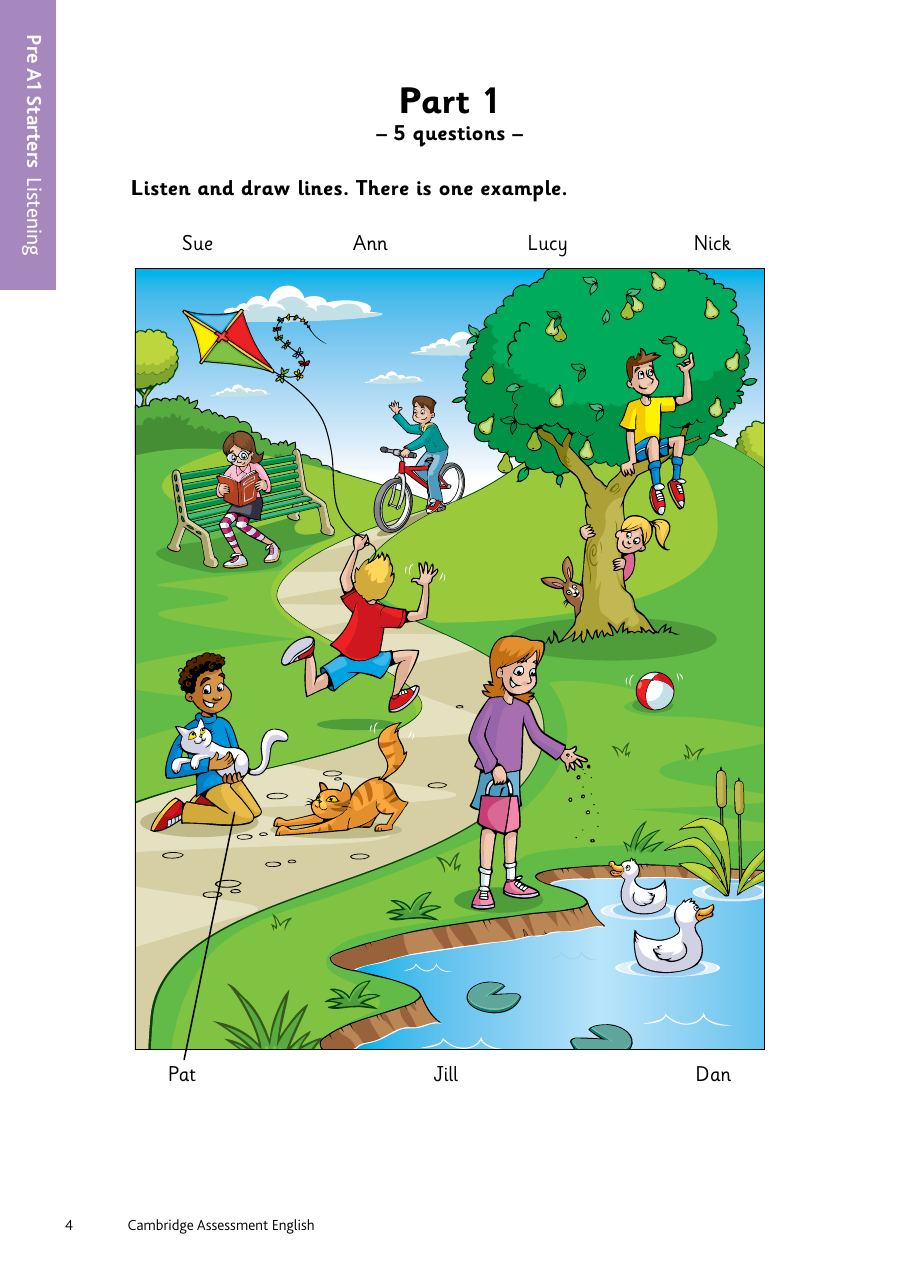 Pre A1 Starters Listening
Part 1
– 5 questions –
Listen and draw lines. There is one example.
Sue Ann Lucy Nick
Pat Jill Dan
4 Cambridge Assessment English